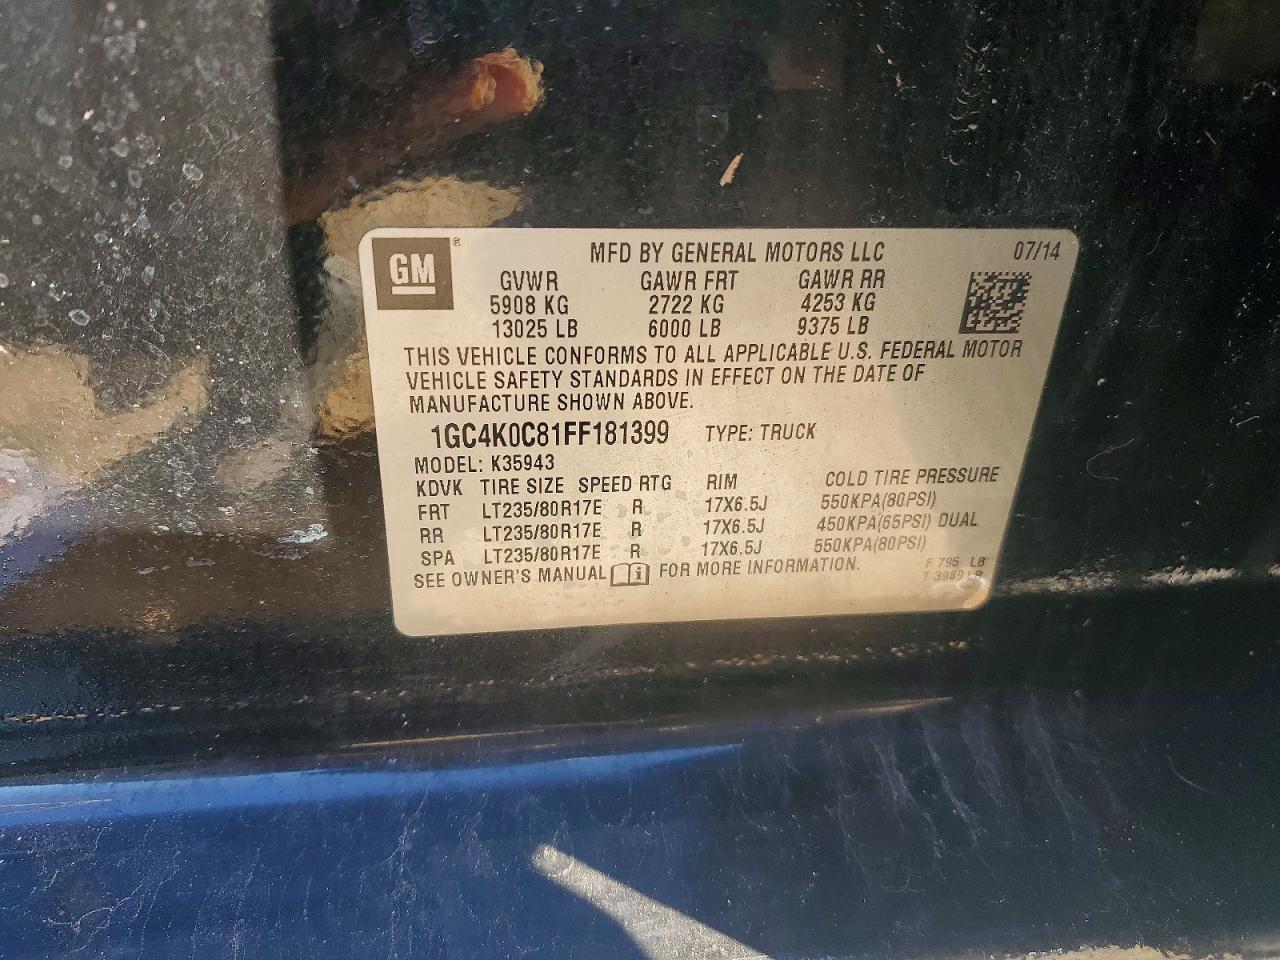 GM ® MFD BY GENERAL MOTORS LLC 07/14
GVWR GAWR FRT GAWR RR
5908 KG 2722 KG 4253 KG
13025 LB 6000 LB 9375 LB
THIS VEHICLE CONFORMS TO ALL APPLICABLE U.S. FEDERAL MOTOR
VEHICLE SAFETY STANDARDS IN EFFECT ON THE DATE OF
MANUFACTURE SHOWN ABOVE.
1GC4K0C81FF181399 TYPE: TRUCK
MODEL: K35943
KDVK TIRE SIZE SPEED RTG RIM COLD TIRE PRESSURE
FRT LT235/80R17E R 17X6.5J 550KPA(80PSI)
RR LT235/80R17E R 17X6.5J 450KPA(65PSI) DUAL
SPA LT235/80R17E R 17X6.5J 550KPA(80PSI)
SEE OWNER'S MANUAL FOR MORE INFORMATION. F 795 LB
T 3989 LB